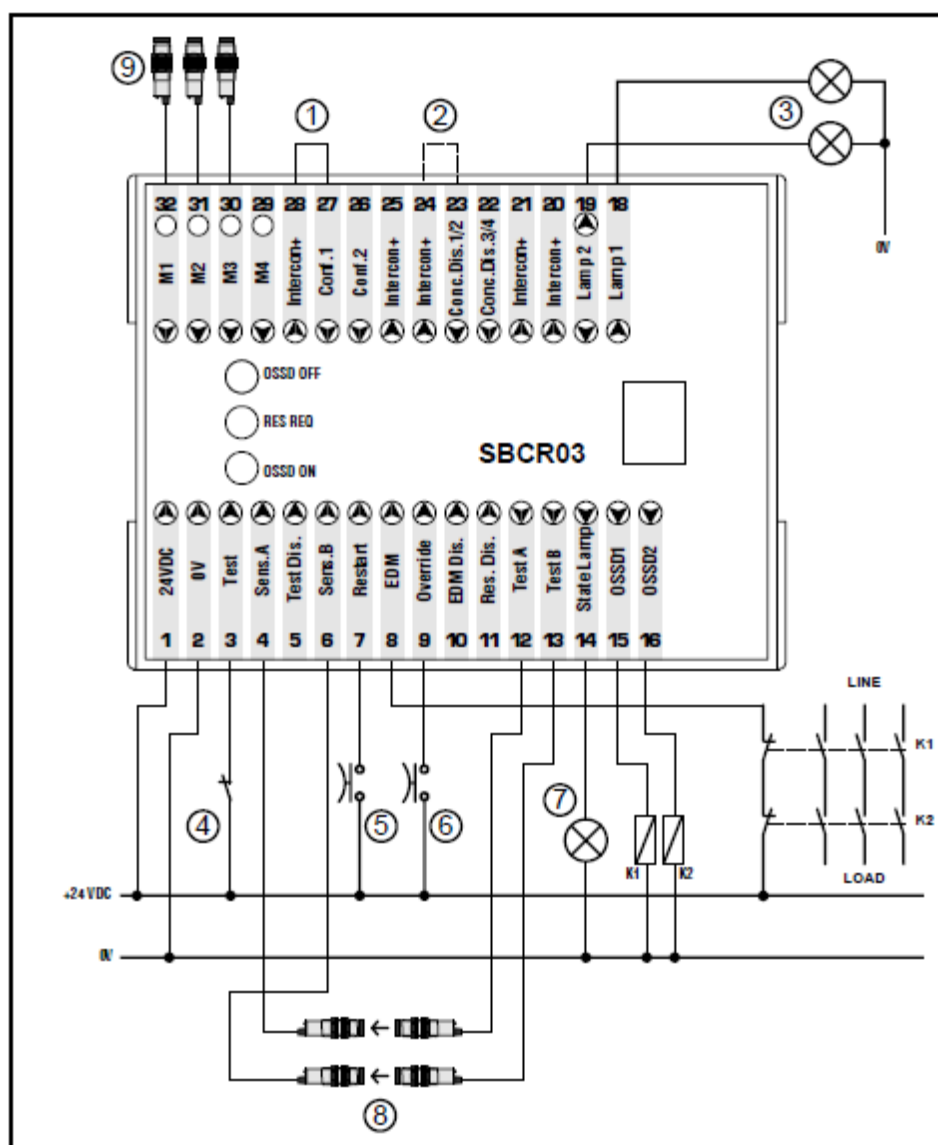 9
1
2
3
32 31 30 29 28 27 26 25 24 23 22 21 20 19 18
M1
M2
M3
M4
Intercon+
Conf.1
Conf.2
Intercon+
Intercon+
Conc.Dis.1/2
Conc.Dis.3/4
Intercon+
Intercon+
Lamp 2
Lamp 1
0V
OSSD OFF
RES REQ
OSSD ON
SBCR03
24VDC
0V
Test
Sens.A
Test Dis.
Sens.B
Restart
EDM
Override
EDM Dis.
Res. Dis.
Test A
Test B
State Lamp
OSSD1
OSSD2
1 2 3 4 5 6 7 8 9 10 11 12 13 14 15 16
LINE
K1
4
5
6
7
K2
K1
K2
LOAD
+24 VDC
0V
8